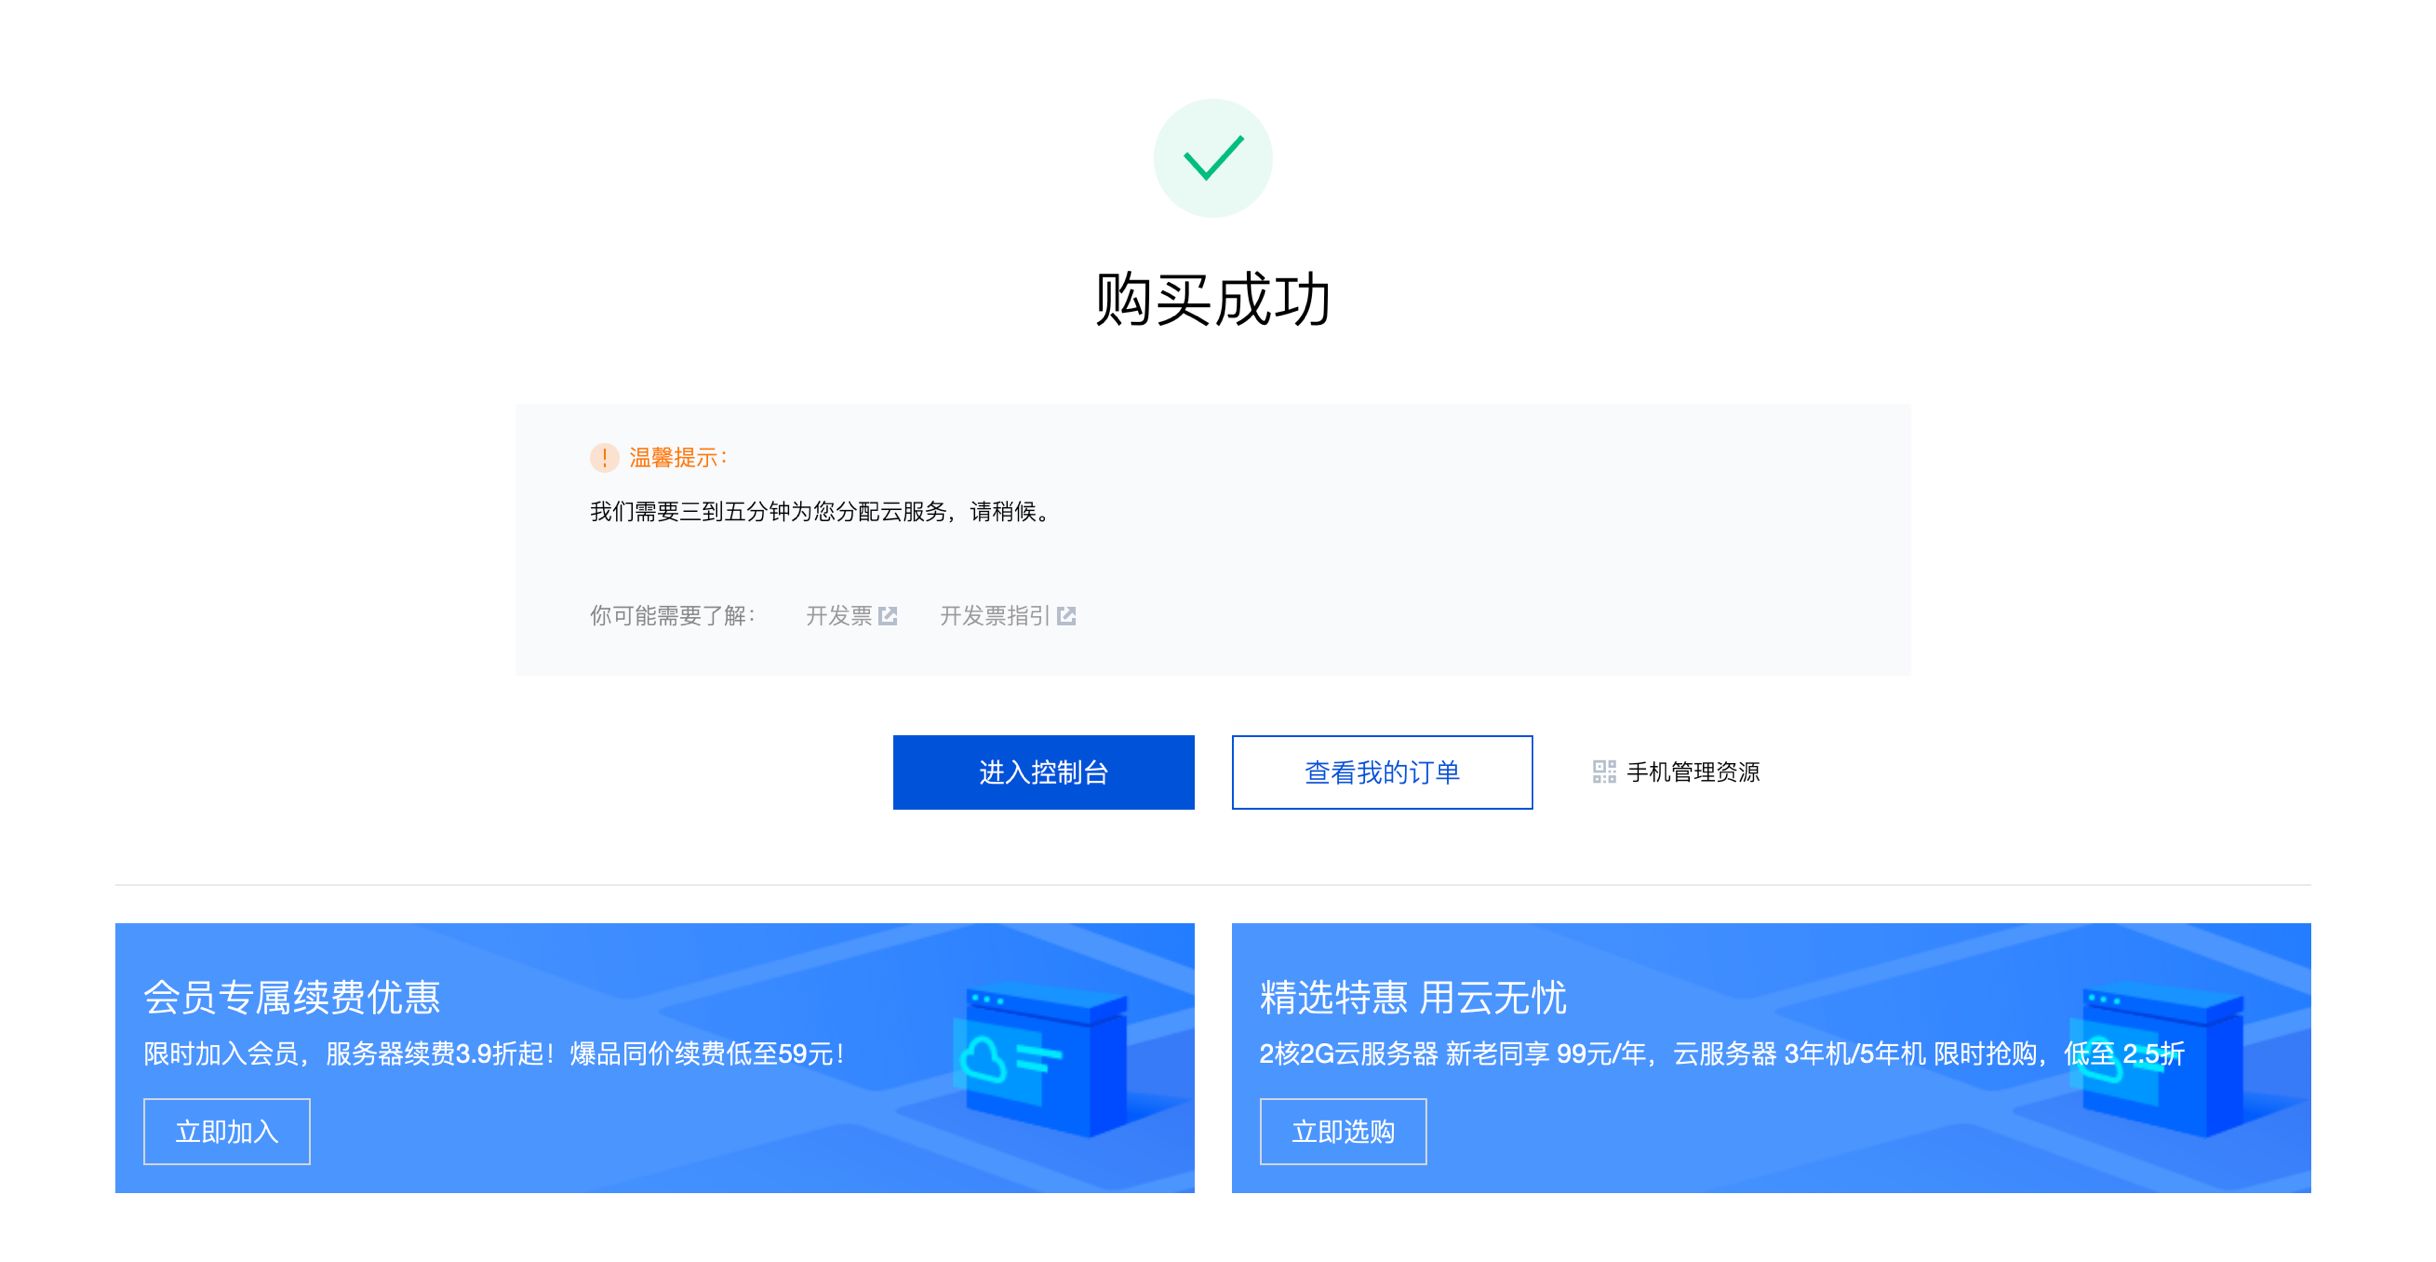 购买成功
温馨提示：
我们需要三到五分钟为您分配云服务，请稍候。
你可能需要了解： 开发票 开发票指引
进入控制台 查看我的订单 手机管理资源
会员专属续费优惠
限时加入会员，服务器续费3.9折起！爆品同价续费低至59元！
立即加入
精选特惠 用云无忧
2核2G云服务器 新老同享 99元/年，云服务器 3年机/5年机 限时抢购，低至 2.5折
立即选购